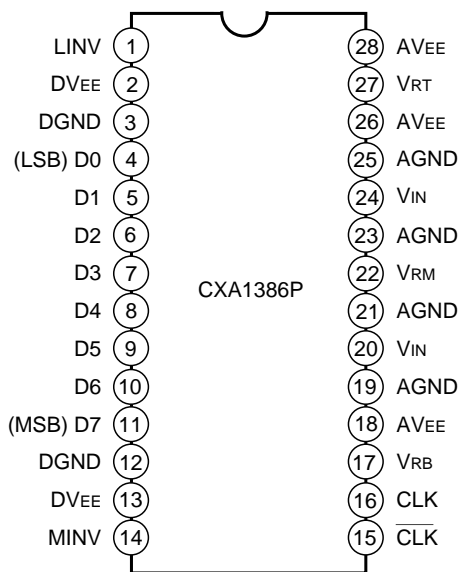 LINV 1 28 AVEE
DVEE 2 27 VRT
DGND 3 26 AVEE
(LSB) D0 4 25 AGND
D1 5 24 VIN
D2 6 23 AGND
D3 7 22 VRM
CXA1386P
D4 8 21 AGND
D5 9 20 VIN
D6 10 19 AGND
(MSB) D7 11 18 AVEE
DGND 12 17 VRB
DVEE 13 16 CLK
MINV 14 15 C̅L̅K̅